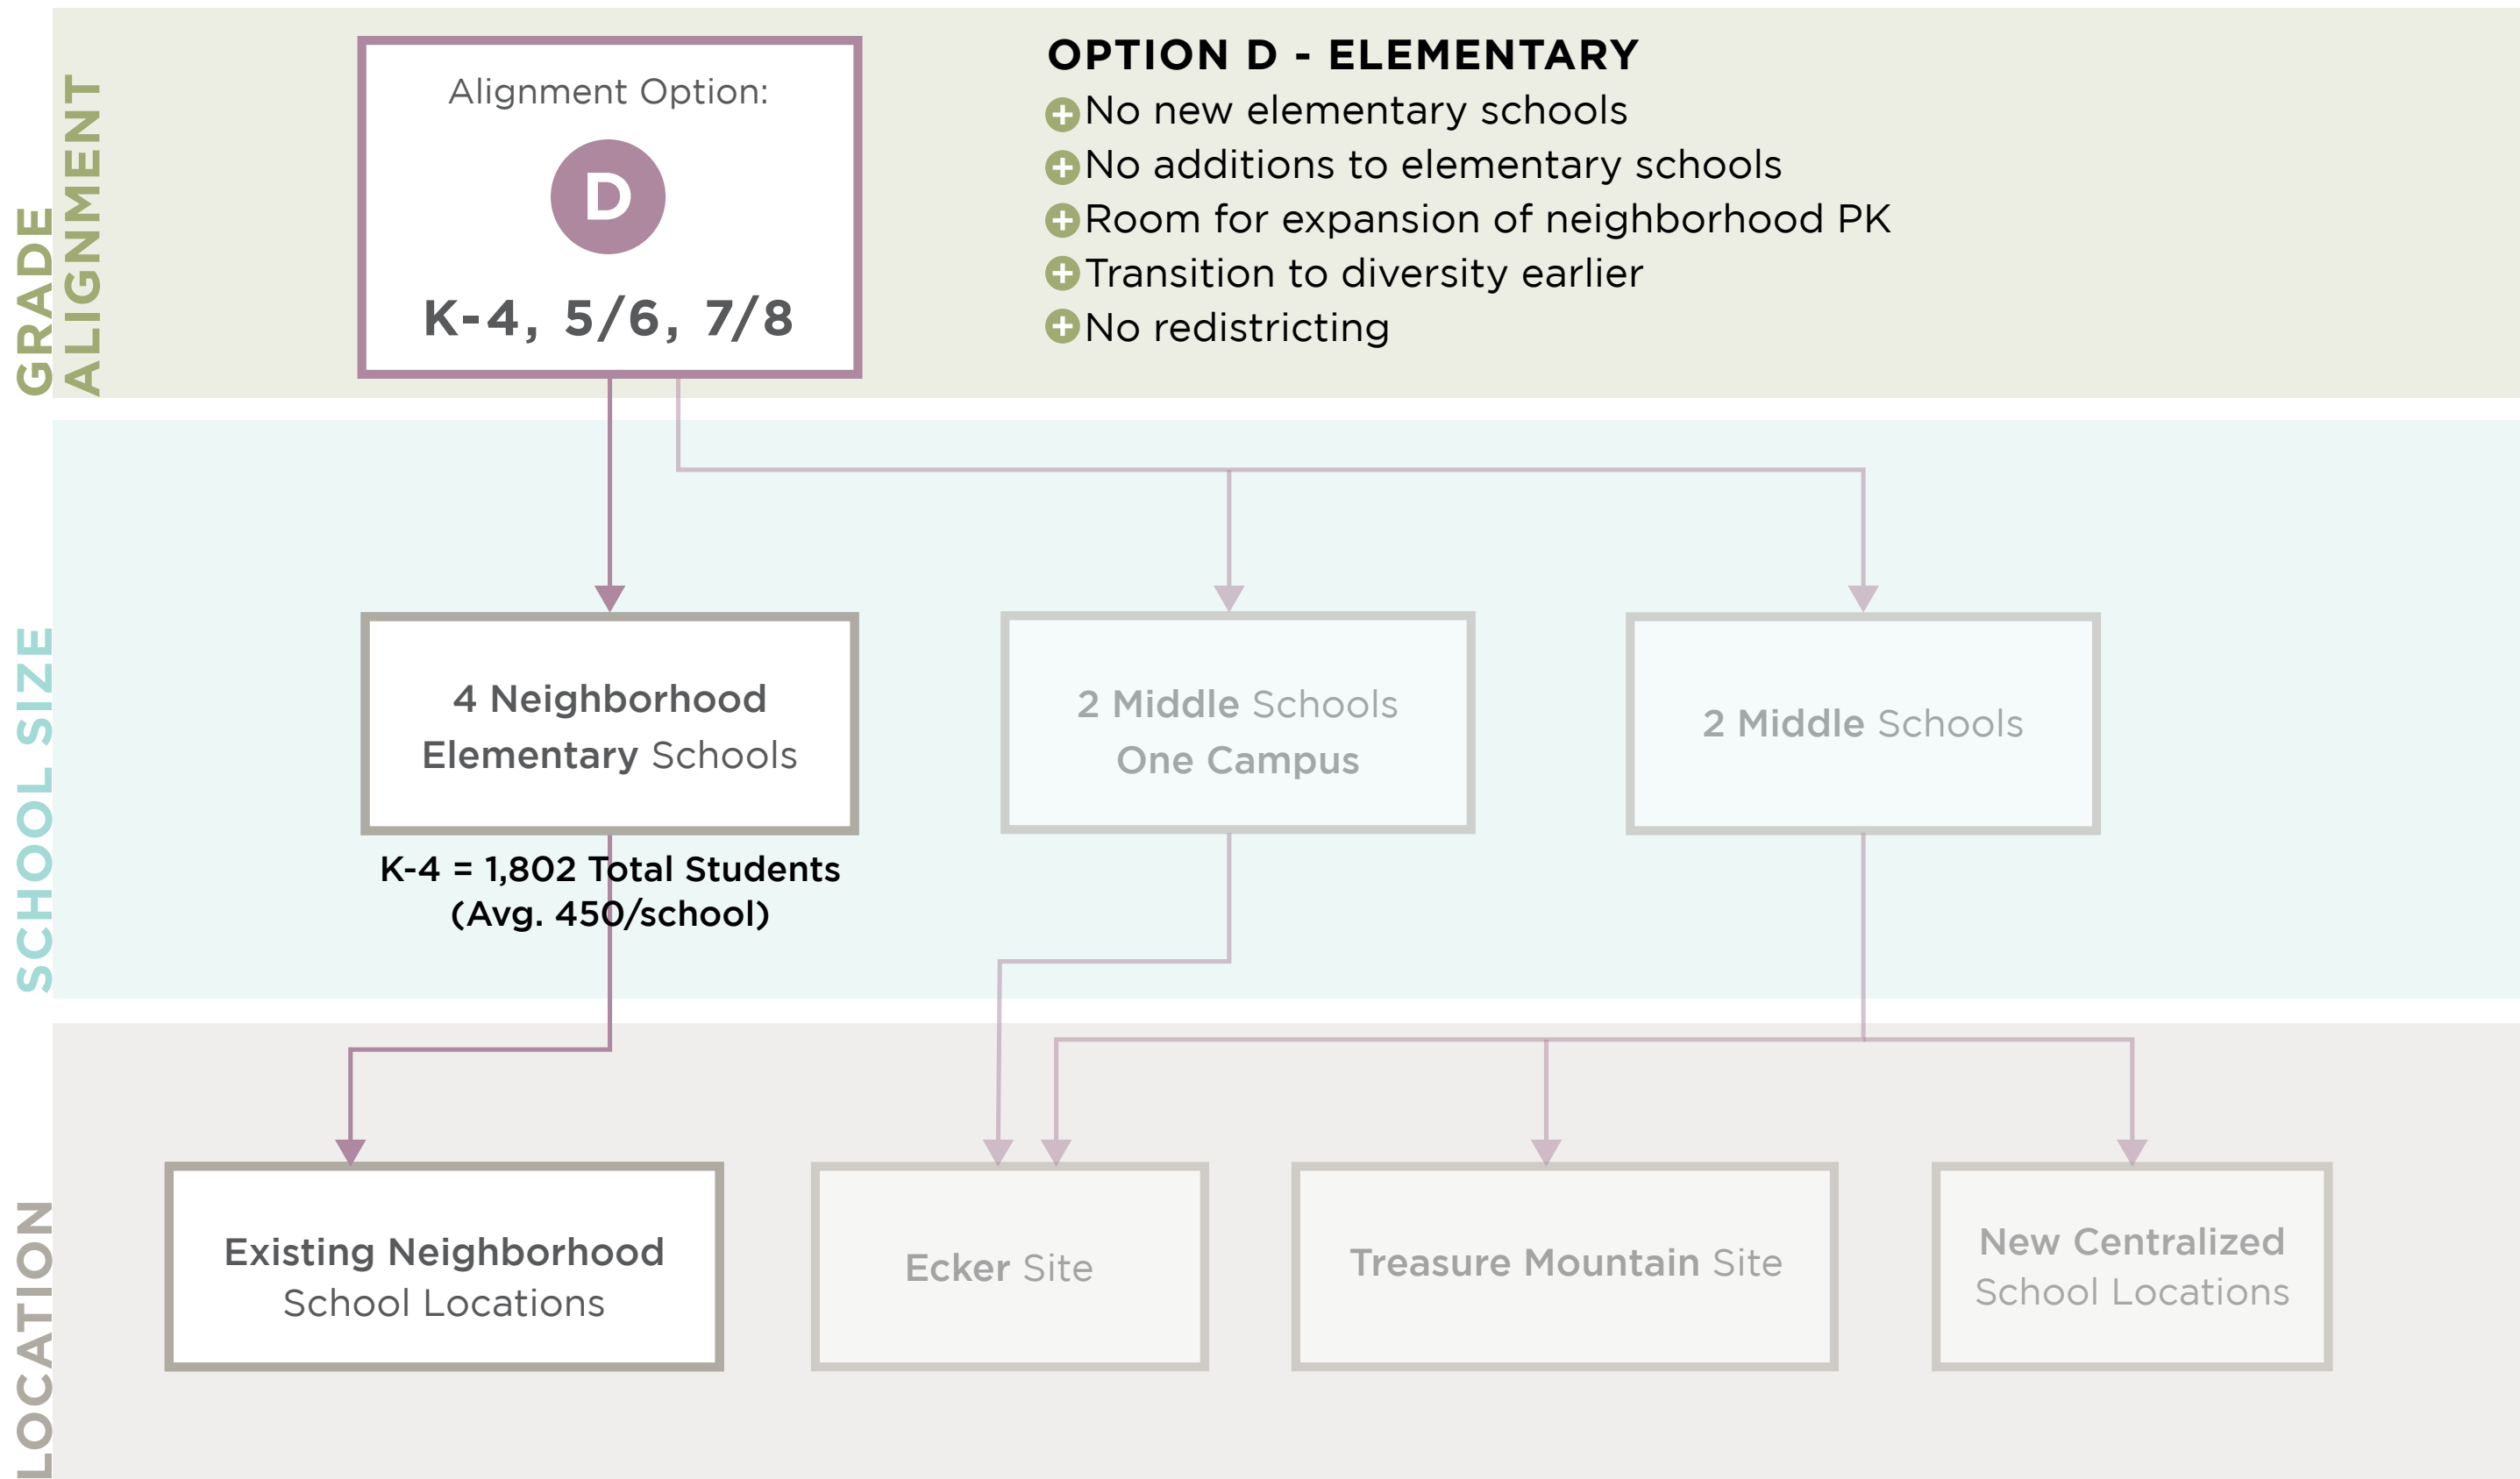 GRADE
ALIGNMENT
Alignment Option:
D
K-4, 5/6, 7/8
OPTION D - ELEMENTARY
No new elementary schools
No additions to elementary schools
Room for expansion of neighborhood PK
Transition to diversity earlier
No redistricting
SCHOOL SIZE
4 Neighborhood
Elementary Schools
K-4 = 1,802 Total Students
(Avg. 450/school)
2 Middle Schools
One Campus
2 Middle Schools
LOCATION
Existing Neighborhood
School Locations
Ecker Site
Treasure Mountain Site
New Centralized
School Locations